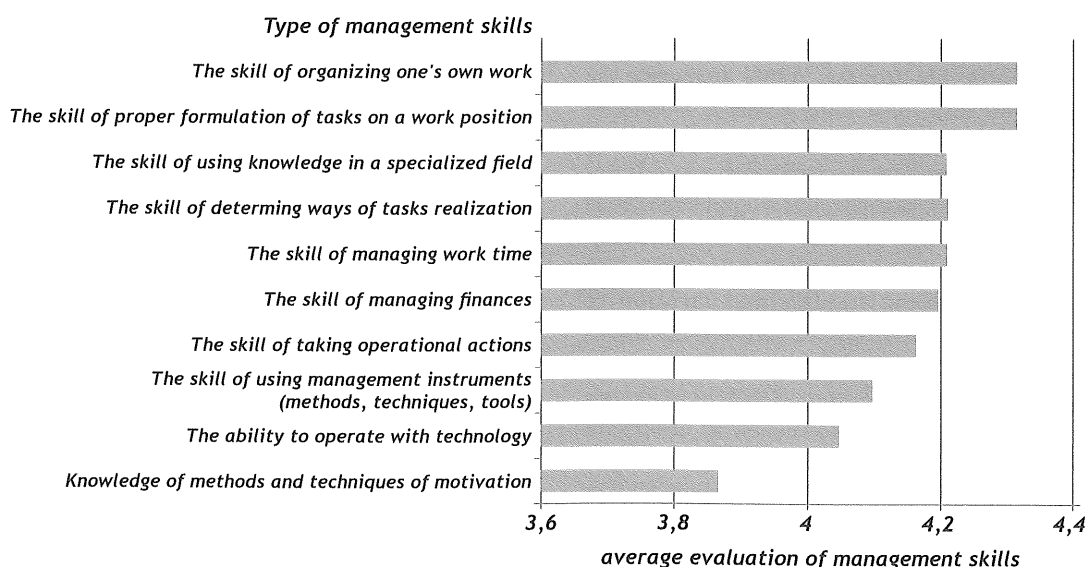 Type of management skills
The skill of organizing one's own work
The skill of proper formulation of tasks on a work position
The skill of using knowledge in a specialized field
The skill of determing ways of tasks realization
The skill of managing work time
The skill of managing finances
The skill of taking operational actions
The skill of using management instruments
(methods, techniques, tools)
The ability to operate with technology
Knowledge of methods and techniques of motivation
3,6 3,8 4 4,2 4,4
average evaluation of management skills